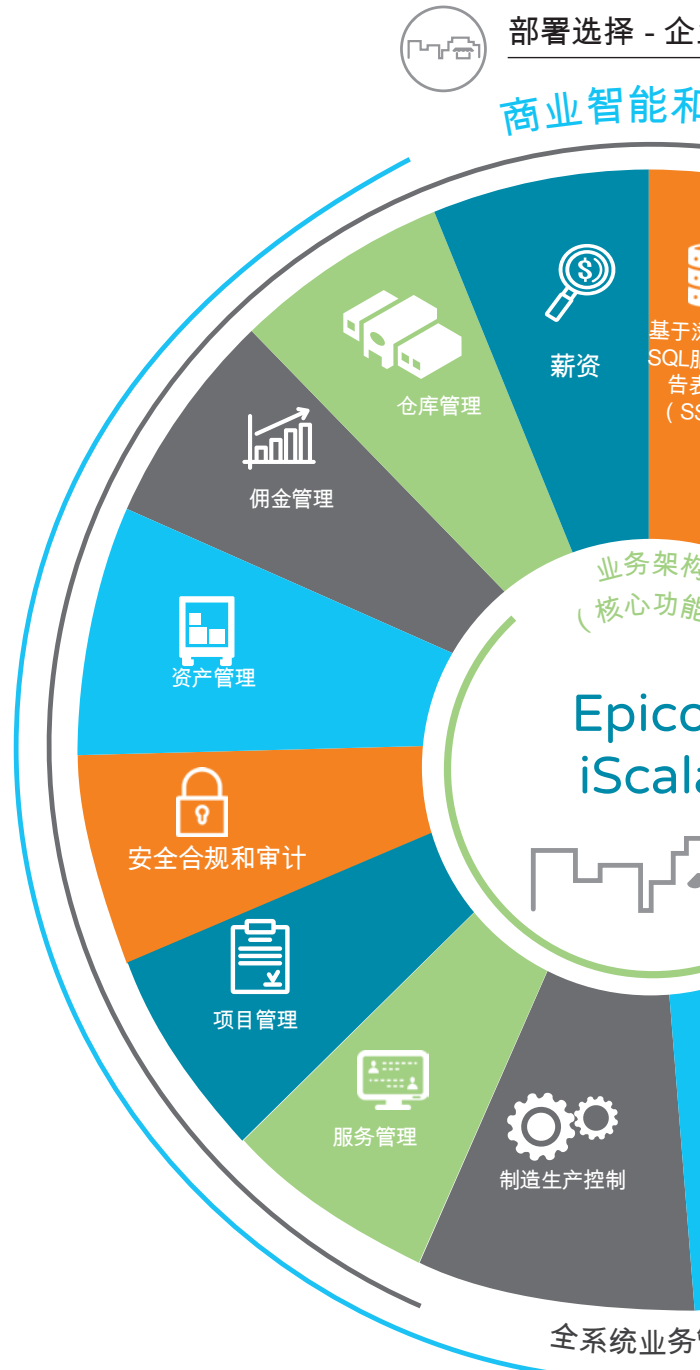 部署选择 - 企
商业智能和
薪资
基于
SQL
告
( S
仓库管理
佣金管理
资产管理
安全合规和审计
项目管理
服务管理
制造生产控制
业务架构
(核心功能
Epico
iScala
全系统业务